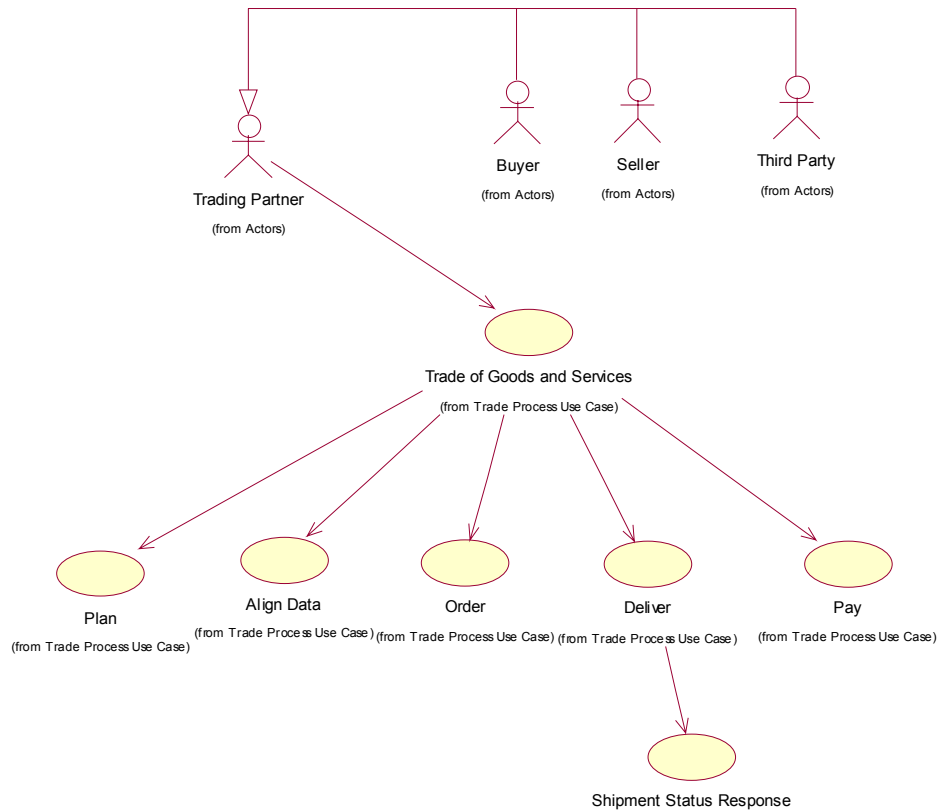 Trading Partner
(from Actors)
Buyer
(from Actors)
Seller
(from Actors)
Third Party
(from Actors)
Trade of Goods and Services
(from Trade Process Use Case)
Plan
(from Trade Process Use Case)
Align Data
(from Trade Process Use Case)
Order
(from Trade Process Use Case)
Deliver
(from Trade Process Use Case)
Pay
(from Trade Process Use Case)
Shipment Status Response